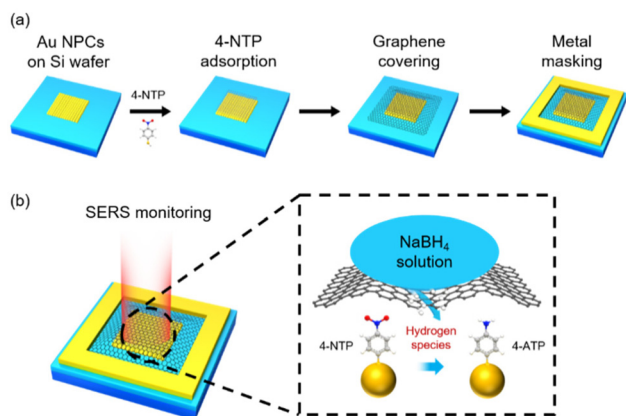 (a)
Au NPCs
on Si wafer
4-NTP
4-NTP
adsorption
Graphene
covering
Metal
masking
(b)
SERS monitoring
NaBH₄
solution
4-NTP
Hydrogen
species
4-ATP